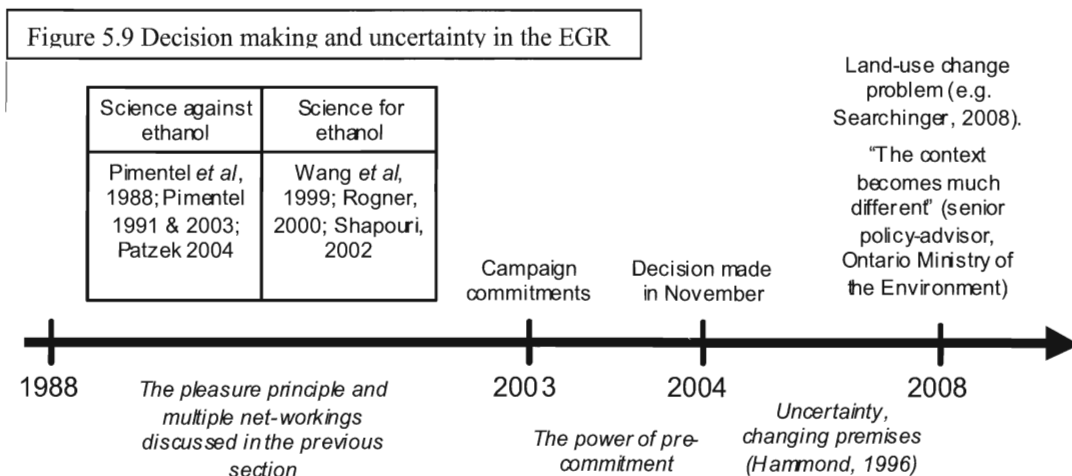 Figure 5.9 Decision making and uncertainty in the EGR
Science against
ethanol
Science for
ethanol
Pimentel et al,
1988; Pimentel
1991 & 2003;
Patzek 2004
Wang et al,
1999; Rogner,
2000; Shapouri,
2002
Campaign
commitments
Decision made
in November
Land-use change
problem (e.g.
Searchinger, 2008).
"The context
becomes much
different" (senior
policy-advisor,
Ontario Ministry of
the Environment)
1988
2003
2004
2008
The pleasure principle and
multiple net-workings
discussed in the previous
section
The power of pre-
commitment
Uncertainty,
changing premises
(Hammond, 1996)